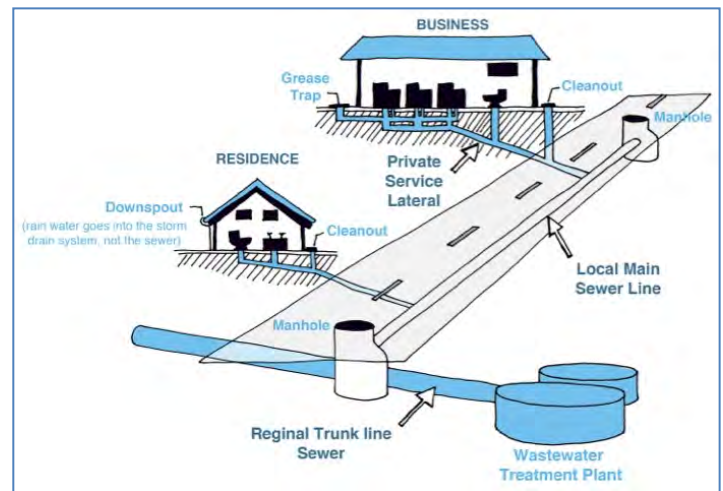 BUSINESS
Grease
Trap
Cleanout
Manhole
Private
Service
Lateral
RESIDENCE
Downspout
(rain water goes into the storm
drain system, not the sewer)
Cleanout
Local Main
Sewer Line
Manhole
Reginal Trunk line
Sewer
Wastewater
Treatment Plant